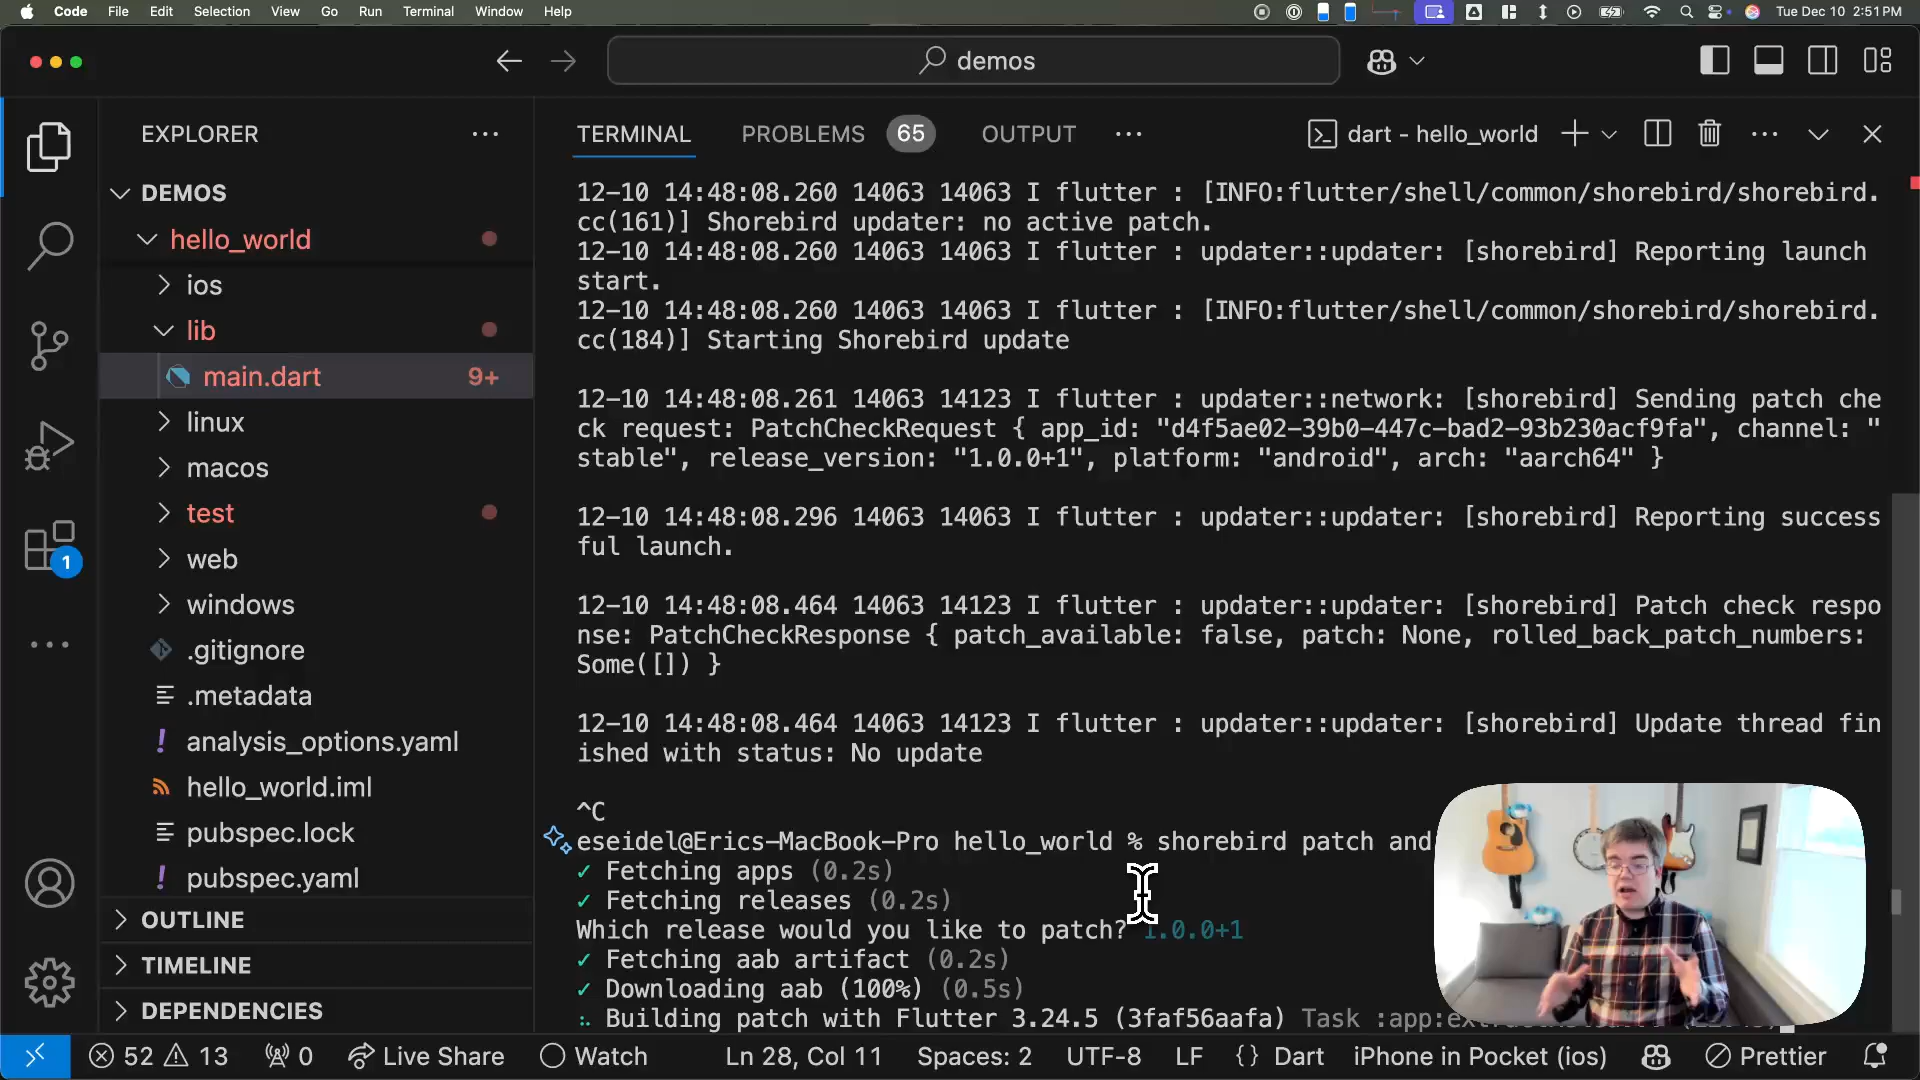 Code File Edit Selection View Go Run Terminal Window Help
Tue Dec 10 2:51 PM
demos
EXPLORER
DEMOS
hello_world
ios
lib
main.dart 9+
linux
macos
test
web
windows
.gitignore
.metadata
analysis_options.yaml
hello_world.iml
pubspec.lock
pubspec.yaml
OUTLINE
TIMELINE
DEPENDENCIES
1
TERMINAL PROBLEMS 65 OUTPUT
dart - hello_world
12-10 14:48:08.260 14063 14063 I flutter : [INFO:flutter/shell/common/shorebird/shorebird.
cc(161)] Shorebird updater: no active patch.
12-10 14:48:08.260 14063 14063 I flutter : updater::updater: [shorebird] Reporting launch
start.
12-10 14:48:08.260 14063 14063 I flutter : [INFO:flutter/shell/common/shorebird/shorebird.
cc(184)] Starting Shorebird update
12-10 14:48:08.261 14063 14123 I flutter : updater::network: [shorebird] Sending patch che
ck request: PatchCheckRequest { app_id: "d4f5ae02-39b0-447c-bad2-93b230acf9fa", channel: "
stable", release_version: "1.0.0+1", platform: "android", arch: "aarch64" }
12-10 14:48:08.296 14063 14063 I flutter : updater::updater: [shorebird] Reporting success
ful launch.
12-10 14:48:08.464 14063 14123 I flutter : updater::updater: [shorebird] Patch check respo
nse: PatchCheckResponse { patch_available: false, patch: None, rolled_back_patch_numbers:
Some([]) }
12-10 14:48:08.464 14063 14123 I flutter : updater::updater: [shorebird] Update thread fin
ished with status: No update
^C
eseidel@Erics-MacBook-Pro hello_world % shorebird patch and
✓ Fetching apps (0.2s)
✓ Fetching releases (0.2s)
Which release would you like to patch? 1.0.0+1
✓ Fetching aab artifact (0.2s)
✓ Downloading aab (100%) (0.5s)
Building patch with Flutter 3.24.5 (3faf56aafa) Task
52 13 0 Live Share Watch Ln 28, Col 11 Spaces: 2 UTF-8 LF {} Dart iPhone in Pocket (ios) Prettier